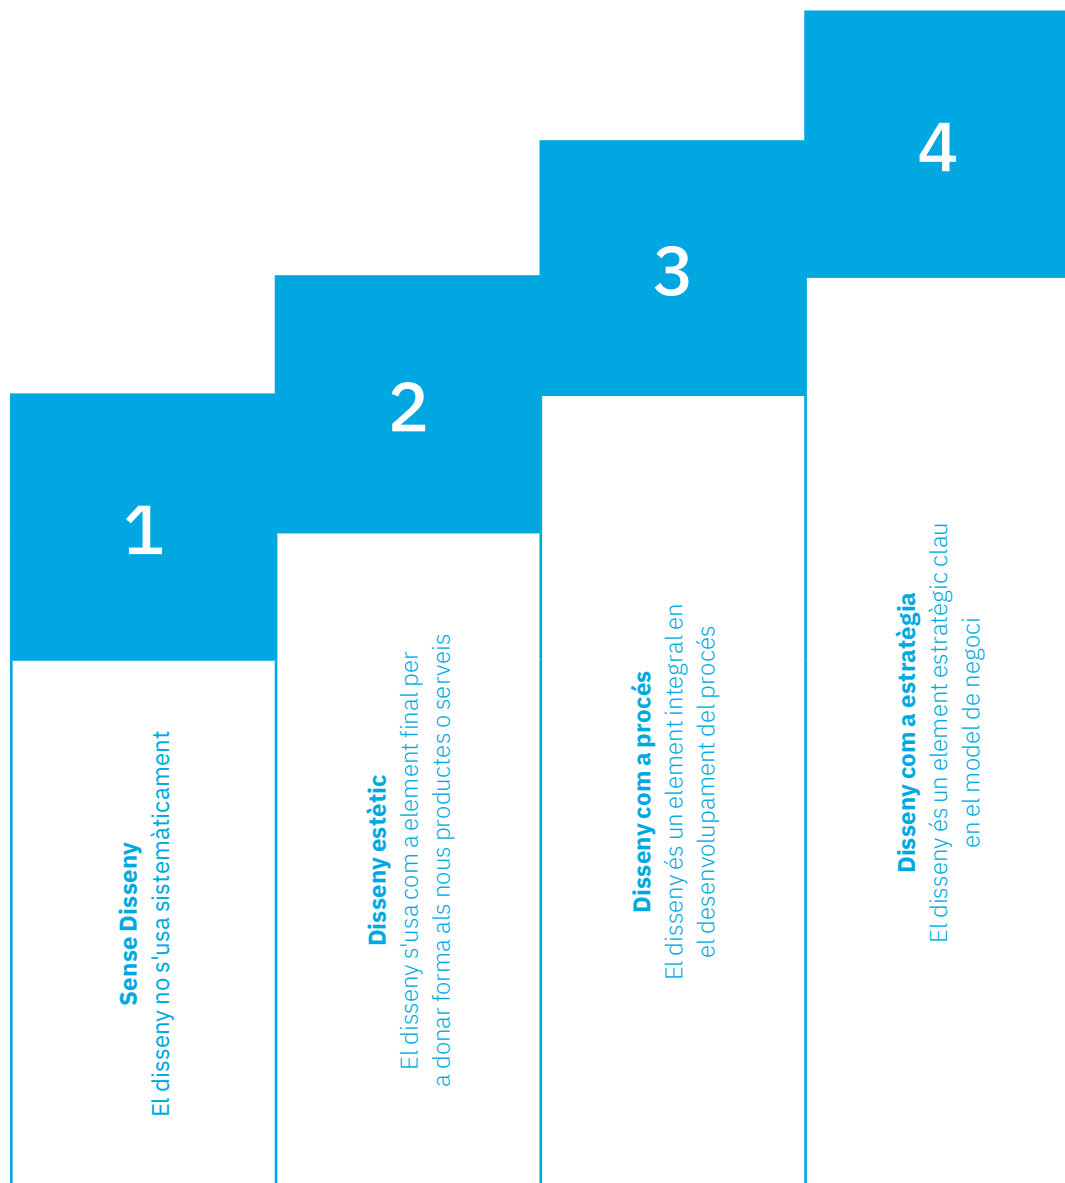 1
Sense Disseny
El disseny no s'usa sistemàticament
2
Disseny estètic
El disseny s'usa com a element final per
a donar forma als nous productes o serveis
3
Disseny com a procés
El disseny és un element integral en
el desenvolupament del procés
4
Disseny com a estratègia
El disseny és un element estratègic clau
en el model de negoci